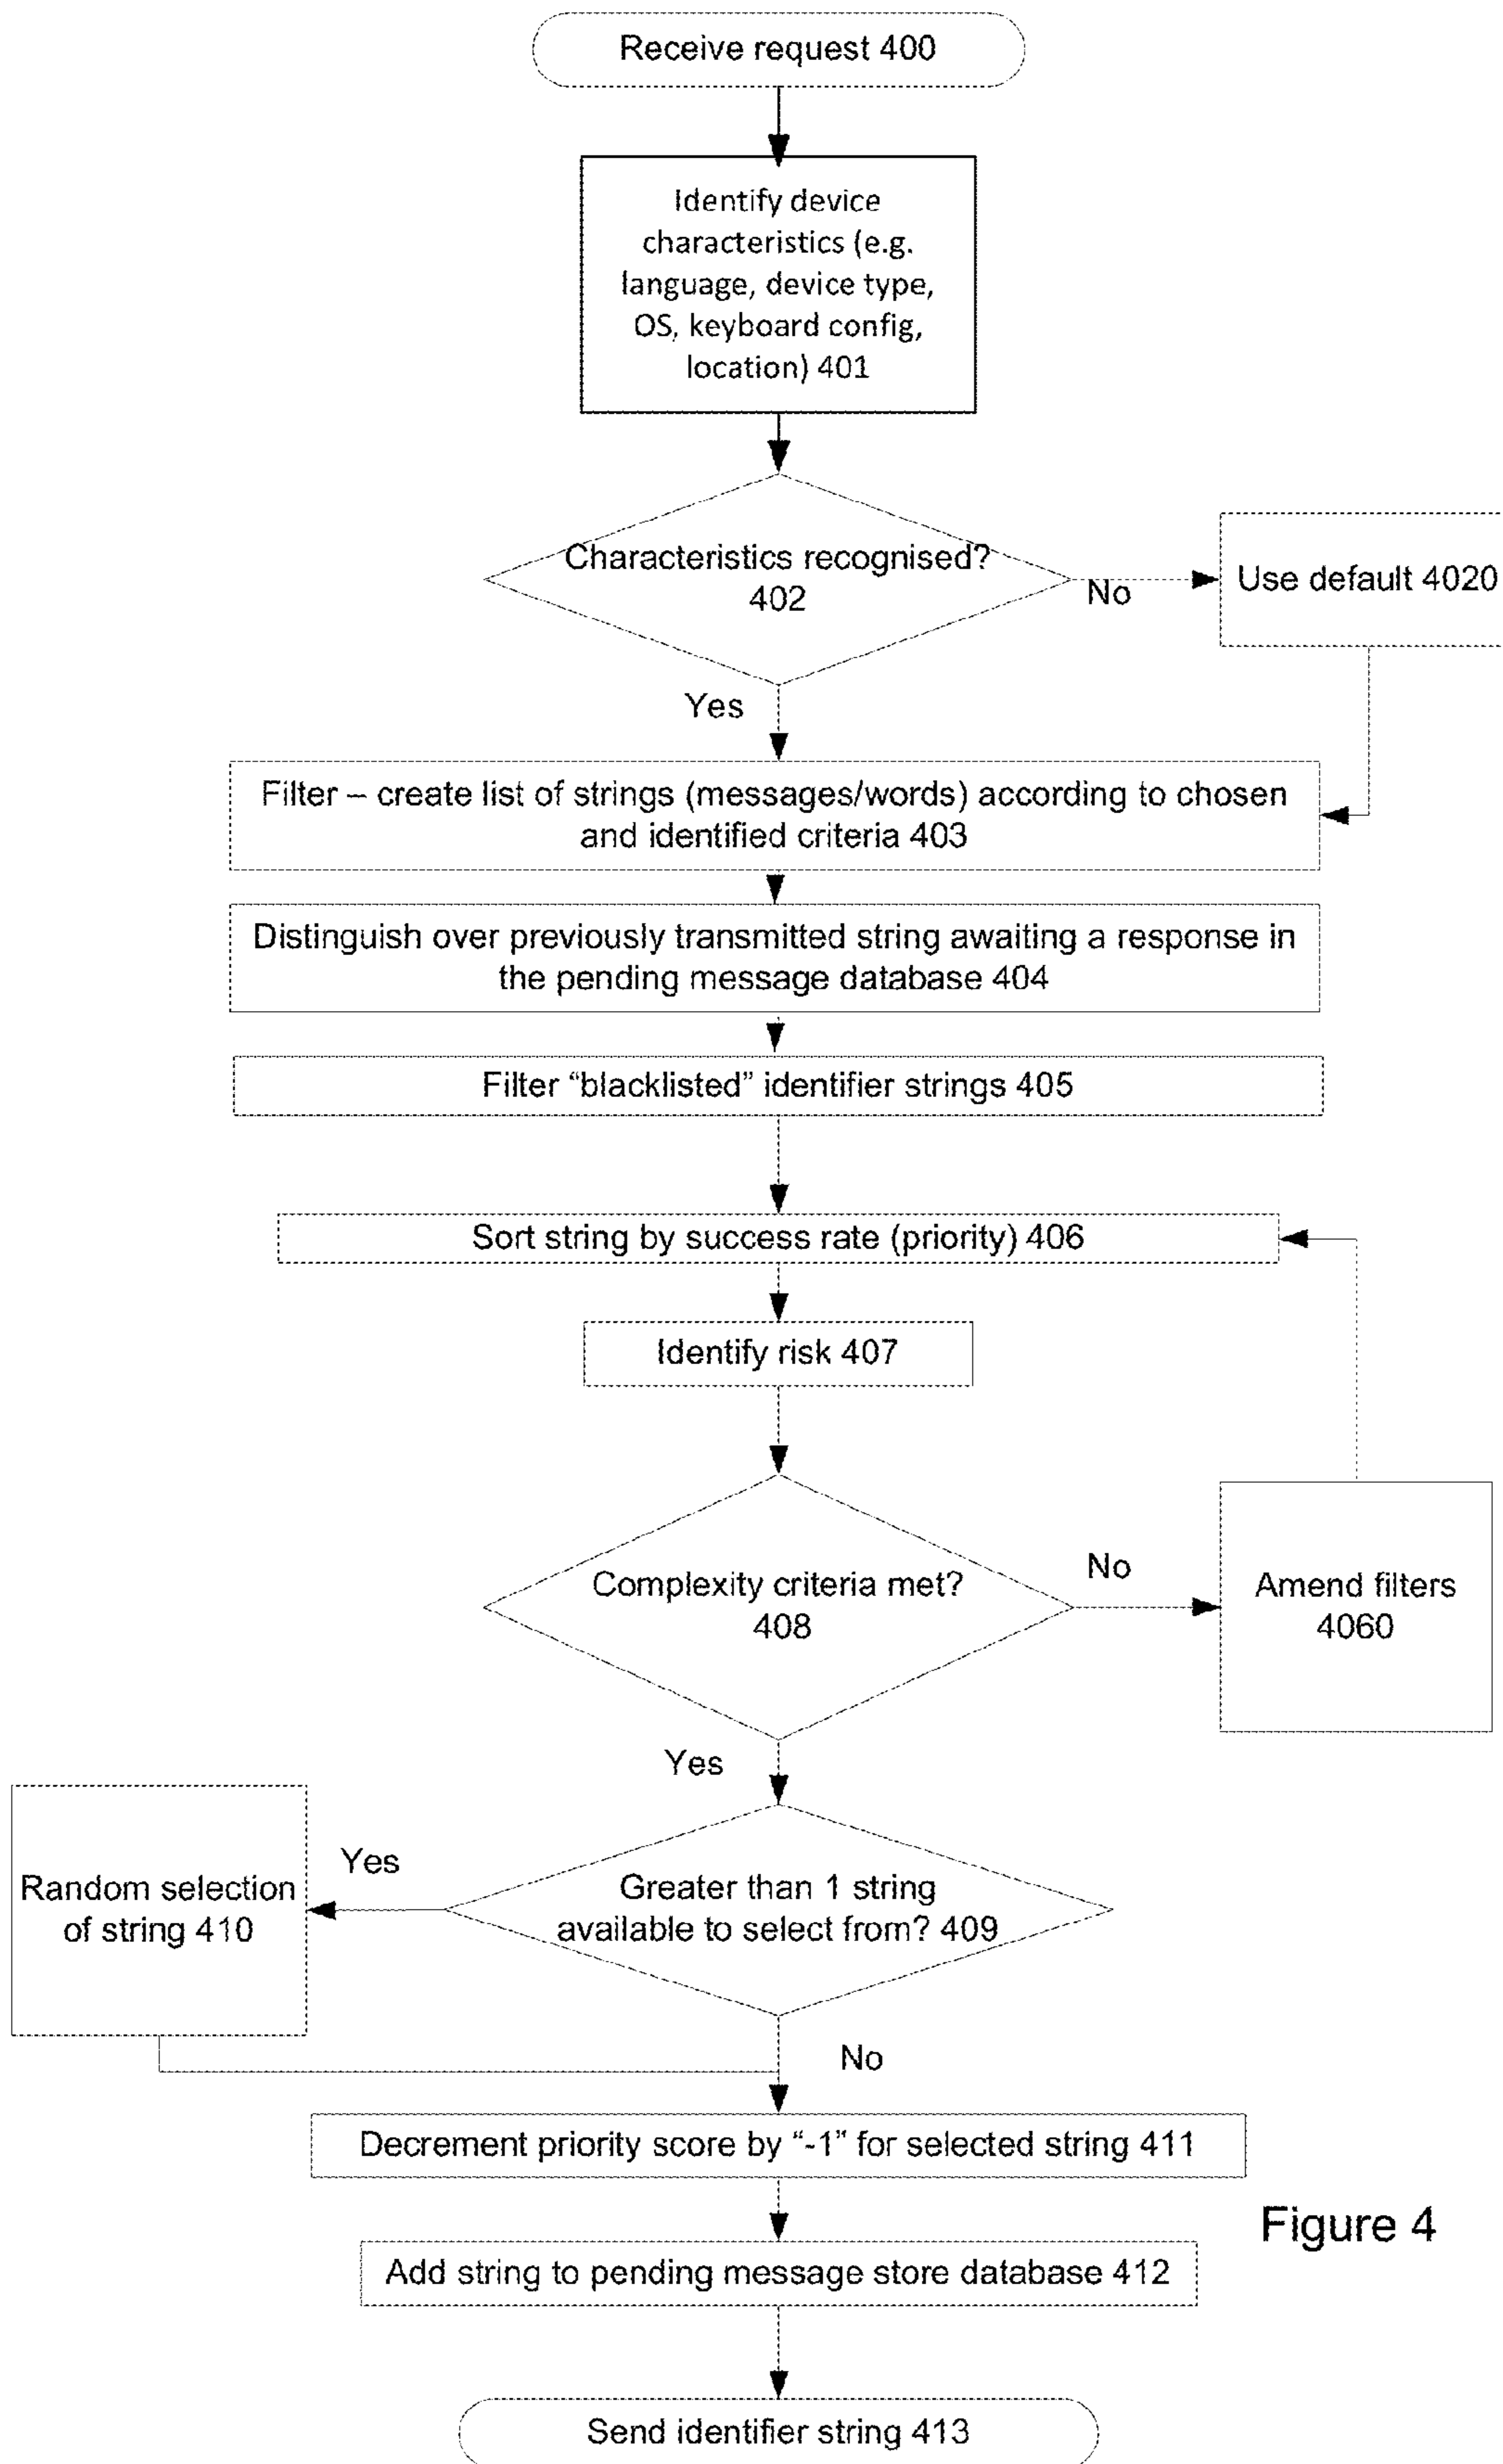 Receive request 400
Identify device
characteristics (e.g.
language, device type,
OS, keyboard config,
location) 401
Characteristics recognised?
402
No
Use default 4020
Yes
Filter – create list of strings (messages/words) according to chosen
and identified criteria 403
Distinguish over previously transmitted string awaiting a response in
the pending message database 404
Filter “blacklisted” identifier strings 405
Sort string by success rate (priority) 406
Identify risk 407
Complexity criteria met?
408
No
Amend filters
4060
Yes
Greater than 1 string
available to select from? 409
Yes
Random selection
of string 410
No
Decrement priority score by “-1” for selected string 411
Add string to pending message store database 412
Send identifier string 413
Figure 4